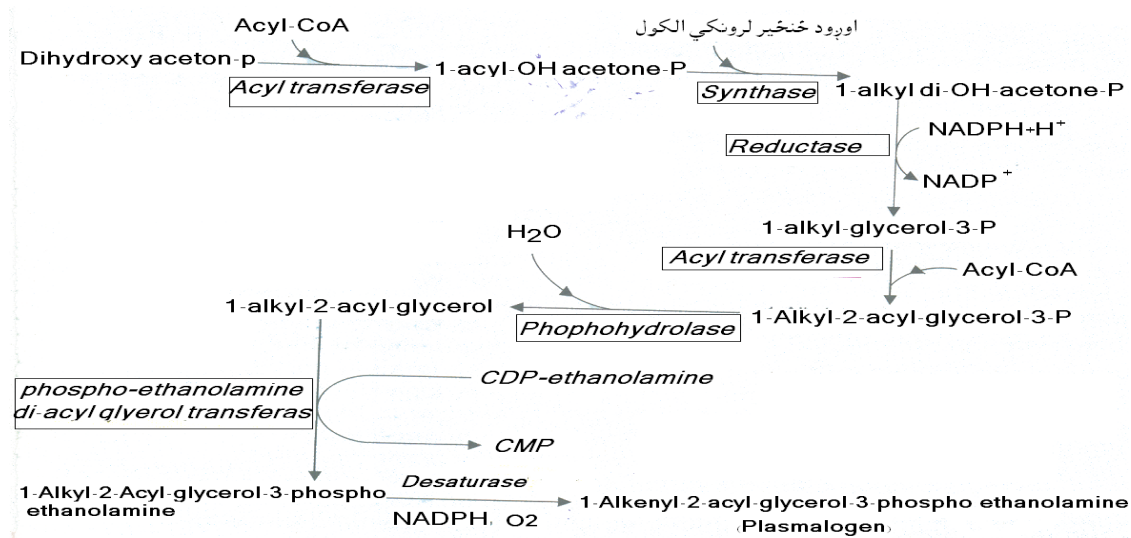 Acyl-CoA
اوږود ځنځیر لرونکي الکول
Dihydroxy aceton-p
1-acyl-OH acetone-P
Acyl transferase
Synthase
1-alkyl di-OH-acetone-P
NADPH+H+
Reductase
NADP +
1-alkyl-glycerol-3-P
H2O
Acyl transferase
Acyl-CoA
1-alkyl-2-acyl-glycerol
1-Alkyl-2-acyl-glycerol-3-P
Phophohydrolase
CDP-ethanolamine
phospho-ethanolamine
di-acyl qlyerol transferas
CMP
1-Alkyl-2-Acyl-glycerol-3-phospho
ethanolamine
Desaturase
NADPH, O2
1-Alkenyl-2-acyl-glycerol-3-phospho ethanolamine
(Plasmalogen)